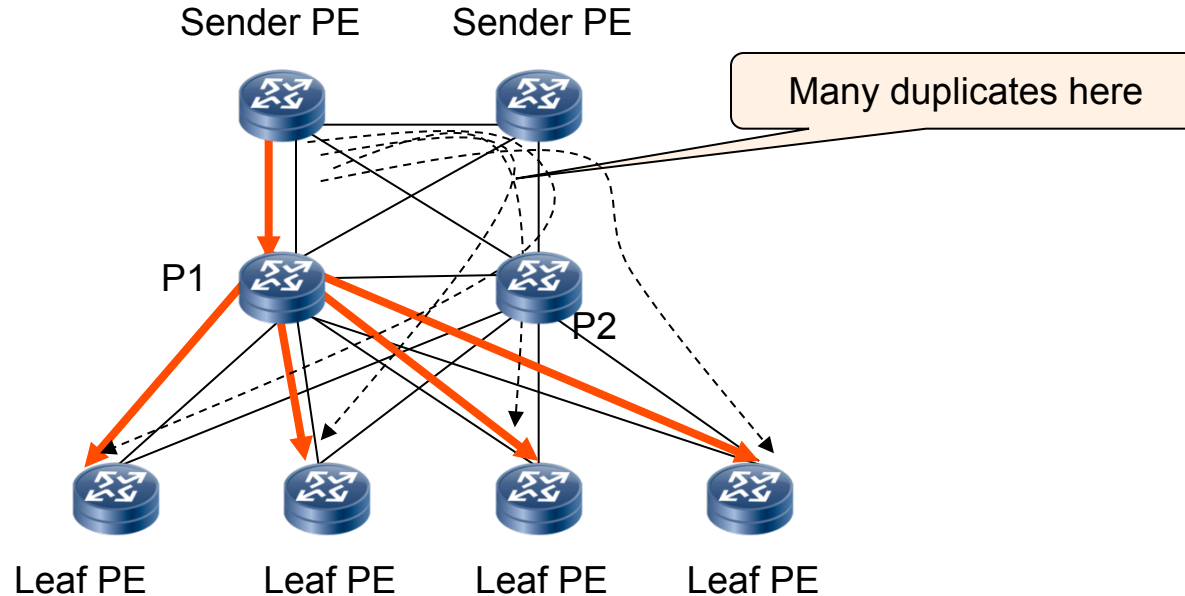 Sender PE
Sender PE
Many duplicates here
P1
P2
Leaf PE
Leaf PE
Leaf PE
Leaf PE